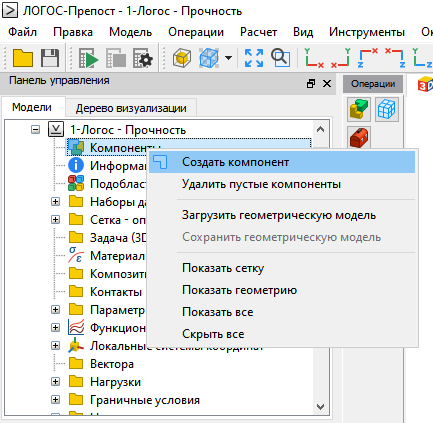 ЛОГОС-Препост - 1-Логос - Прочность
Файл Правка Модель Операции Расчет Вид Инструменты
Панель управления
Операции
Модели Дерево визуализации
1-Логос - Прочность
Компоненты
Создать компонент
Удалить пустые компоненты
Загрузить геометрическую модель
Сохранить геометрическую модель
Показать сетку
Показать геометрию
Показать все
Скрыть все
Информа
Подобласт
Наборы да
Сетка - оп
Задача (3D
Материал
Композит
Контакты
Параметр
Функцион
Локальные системы координат
Вектора
Нагрузки
Граничные условия